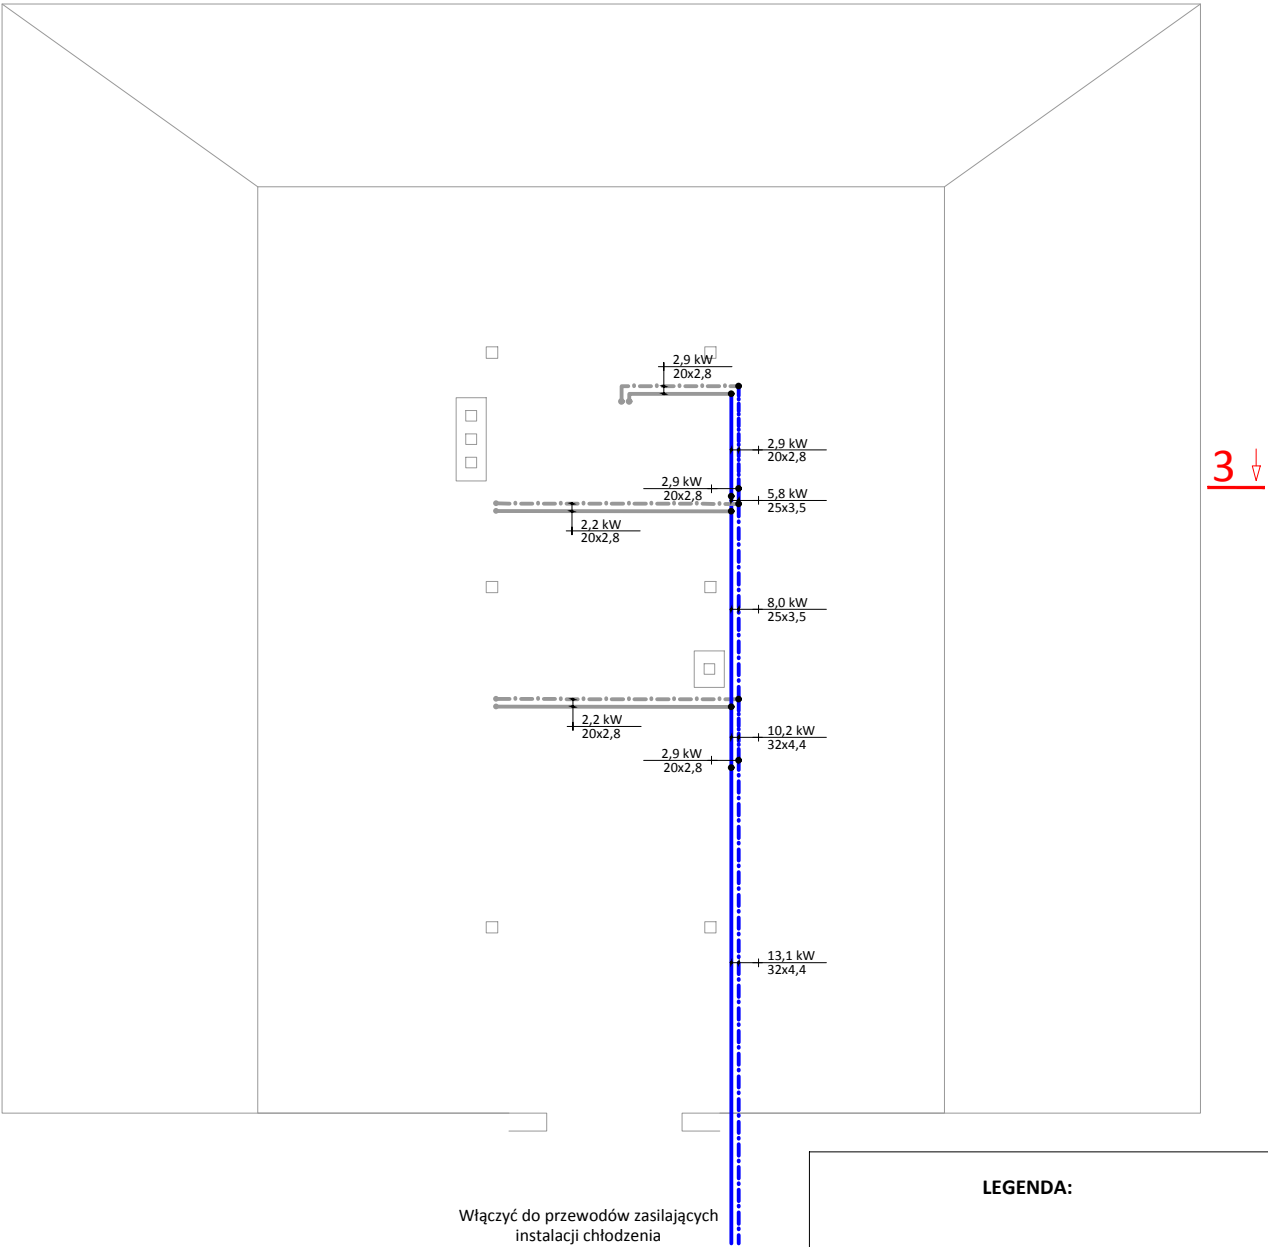 2,9 kW
20x2,8
2,9 kW
20x2,8
3
2,9 kW
20x2,8
5,8 kW
25x3,5
2,2 kW
20x2,8
8,0 kW
25x3,5
2,2 kW
20x2,8
10,2 kW
32x4,4
2,9 kW
20x2,8
13,1 kW
32x4,4
LEGENDA:
Włączyć do przewodów zasilających
instalacji chłodzenia